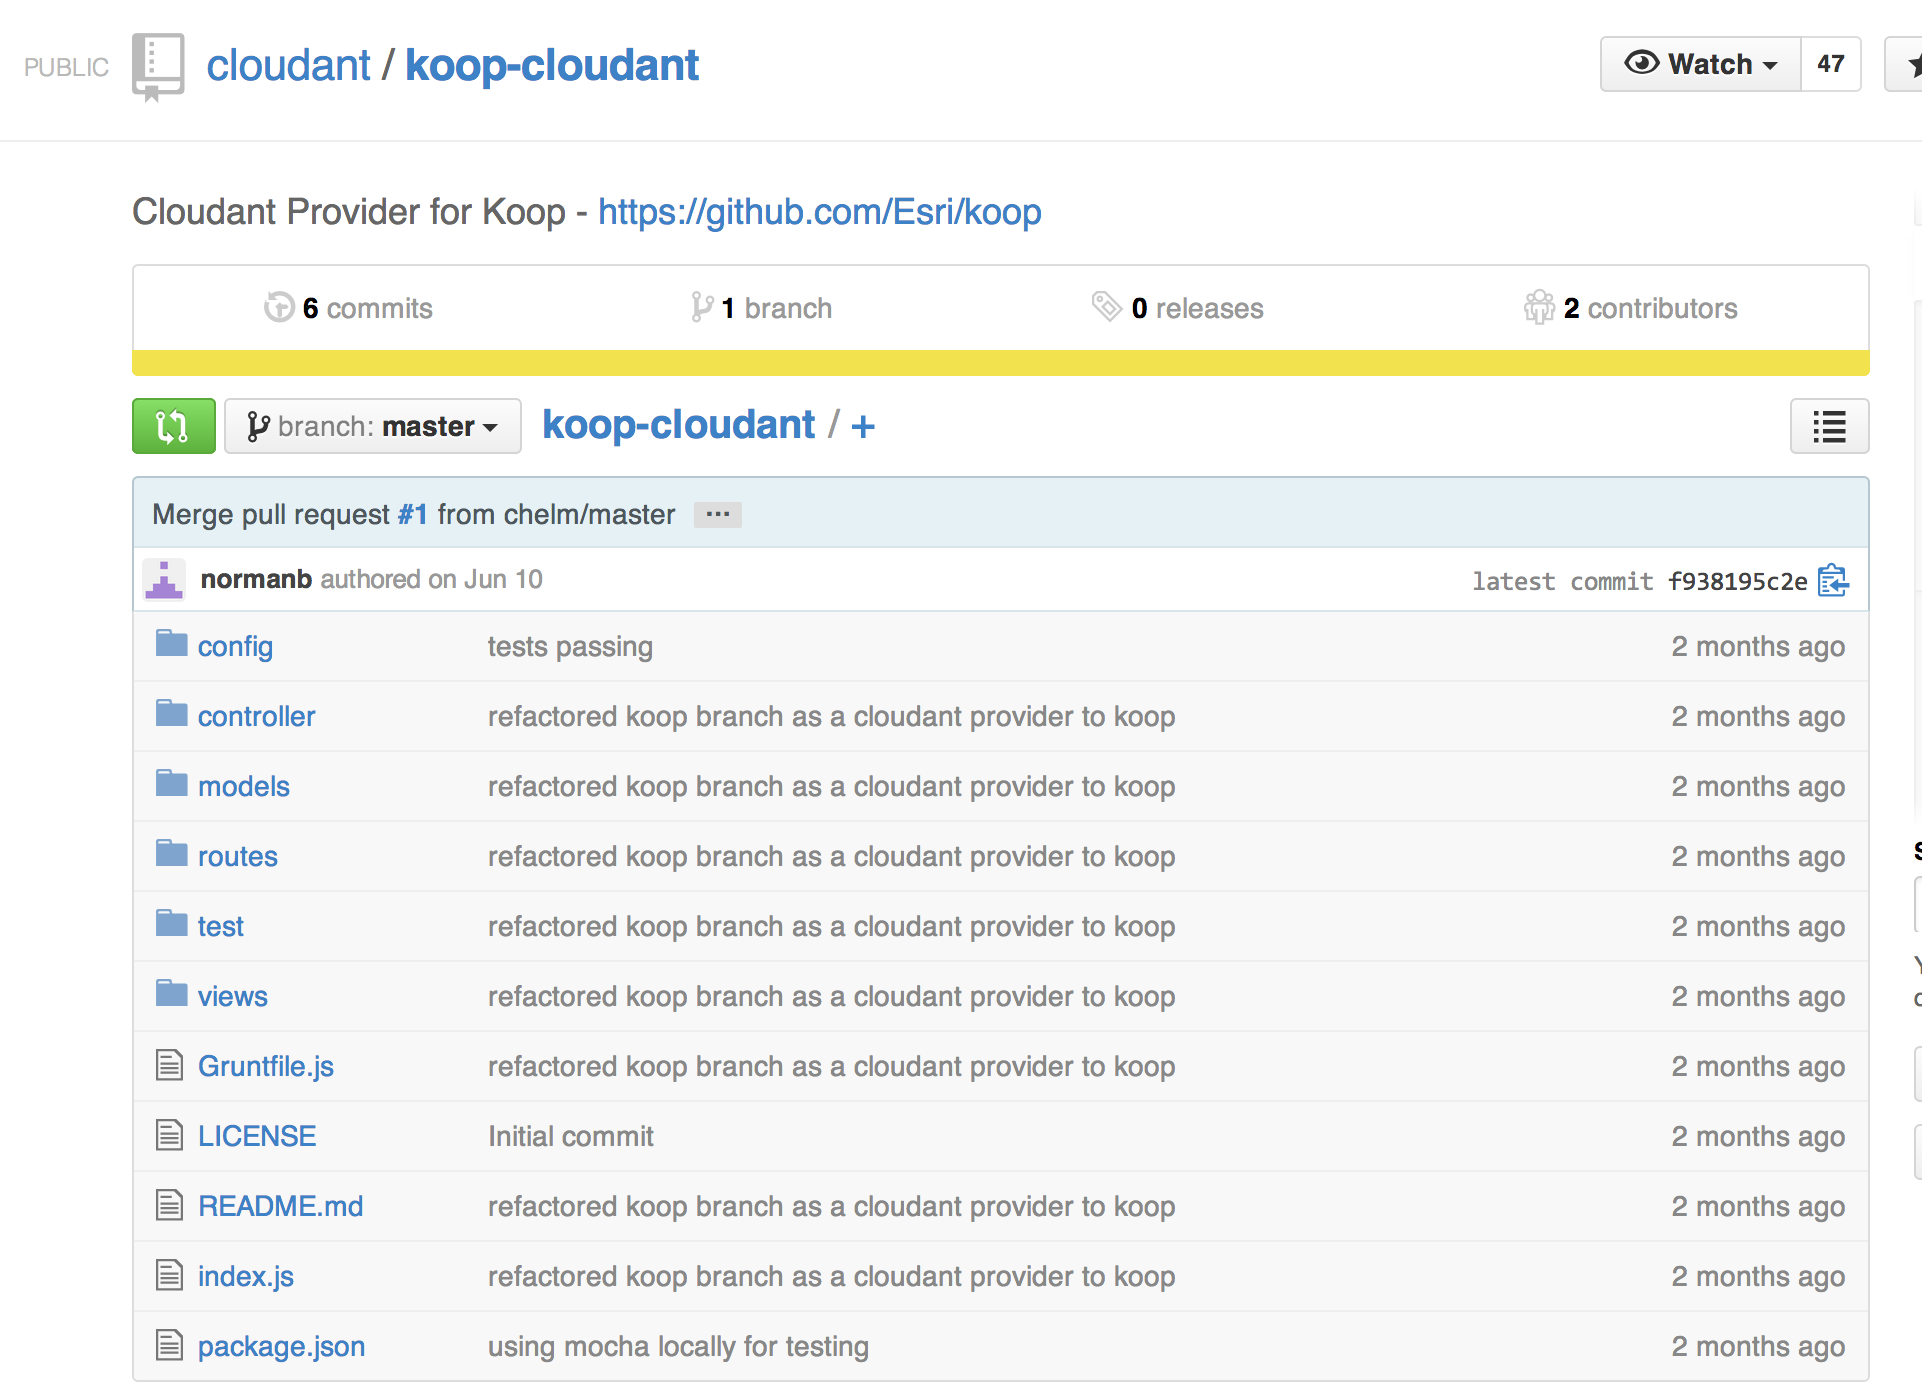 PUBLIC cloudant / koop-cloudant Watch 47
Cloudant Provider for Koop - https://github.com/Esri/koop
6 commits 1 branch 0 releases 2 contributors
branch: master koop-cloudant / +
Merge pull request #1 from chelm/master ...
normanb authored on Jun 10 latest commit f938195c2e
config tests passing 2 months ago
controller refactored koop branch as a cloudant provider to koop 2 months ago
models refactored koop branch as a cloudant provider to koop 2 months ago
routes refactored koop branch as a cloudant provider to koop 2 months ago
test refactored koop branch as a cloudant provider to koop 2 months ago
views refactored koop branch as a cloudant provider to koop 2 months ago
Gruntfile.js refactored koop branch as a cloudant provider to koop 2 months ago
LICENSE Initial commit 2 months ago
README.md refactored koop branch as a cloudant provider to koop 2 months ago
index.js refactored koop branch as a cloudant provider to koop 2 months ago
package.json using mocha locally for testing 2 months ago